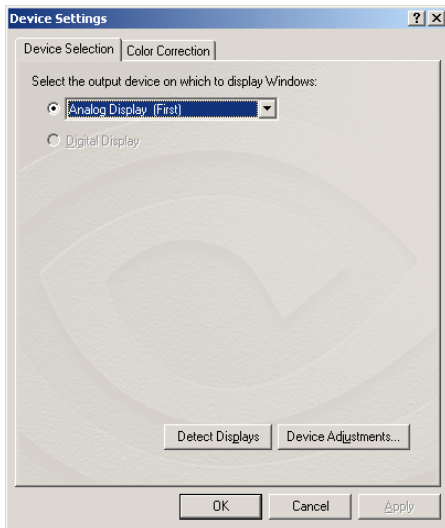 Device Settings
Device Selection
Color Correction
Select the output device on which to display Windows:
Analog Display (First)
Digital Display
Detect Displays
Device Adjustments...
OK
Cancel
Apply